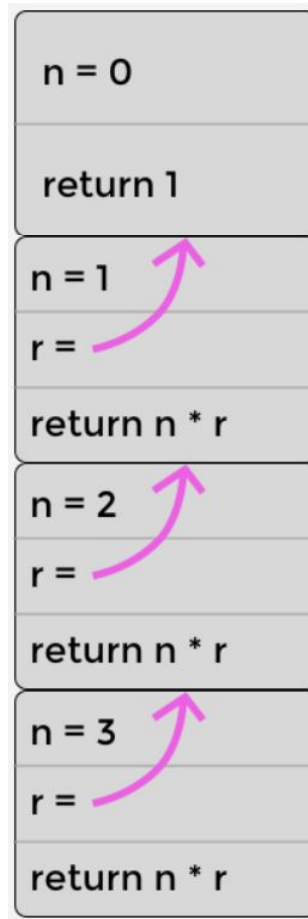 n = 0
return 1
n = 1
r =
return n * r
n = 2
r =
return n * r
n = 3
r =
return n * r